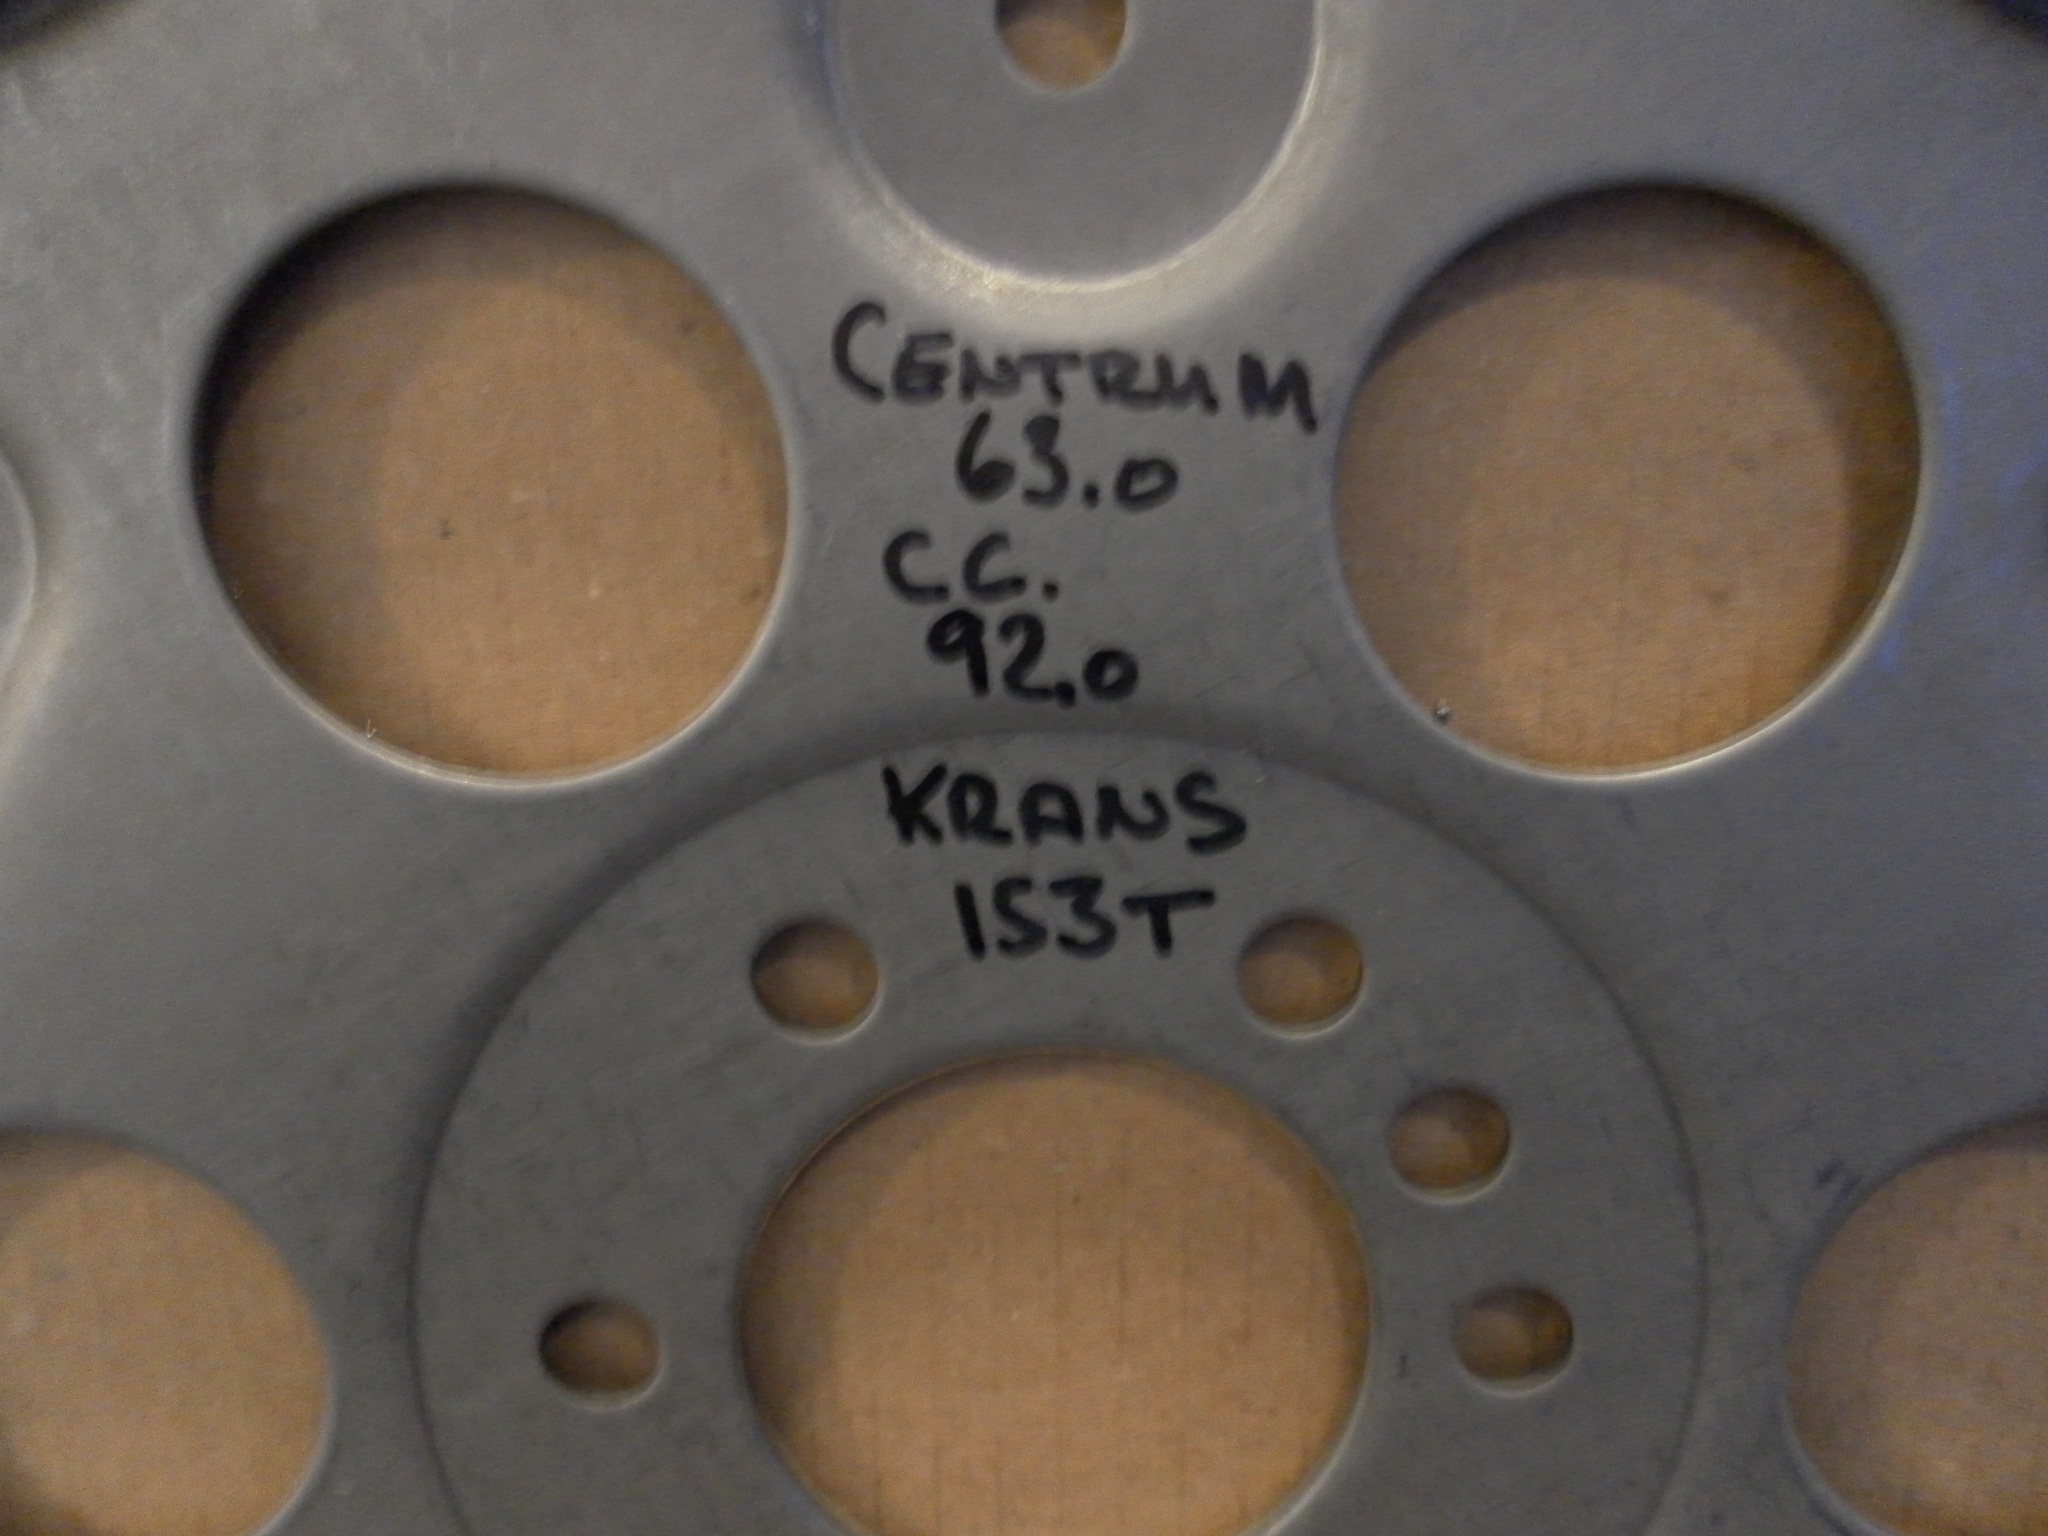 CENTRUM
63.0
C.C.
92.0
KRANS
153T